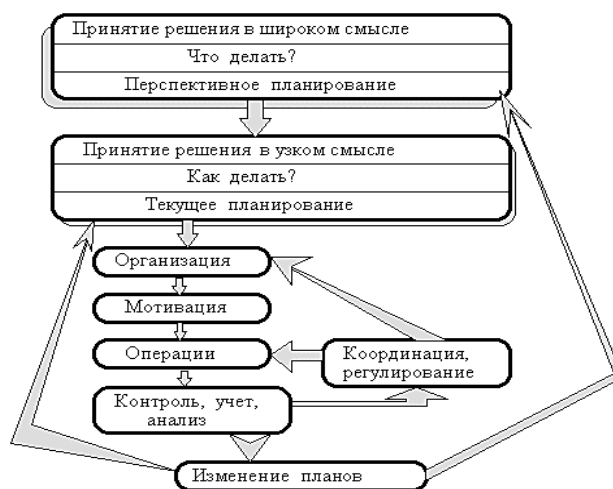 Принятие решения в широком смысле
Что делать?
Перспективное планирование
Принятие решения в узком смысле
Как делать?
Текущее планирование
Организация
Мотивация
Операции
Координация,
регулирование
Контроль, учет,
анализ
Изменение планов